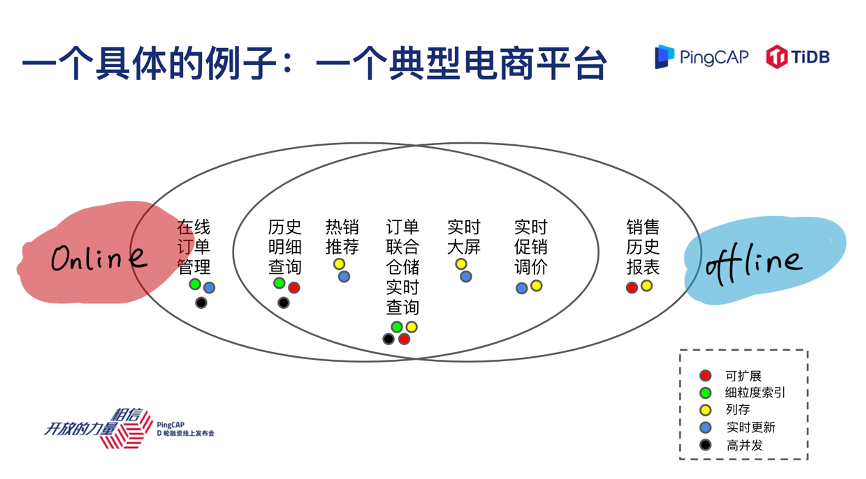 一个具体的例子：一个典型电商平台
PingCAP
TiDB
Online
在线
订单
管理
历史
明细
查询
热销
推荐
订单
联合
仓储
实时
查询
实时
大屏
实时
促销
调价
销售
历史
报表
offline
可扩展
细粒度索引
列存
实时更新
高并发
相信
开放的力量
PingCAP
D 轮融资线上发布会